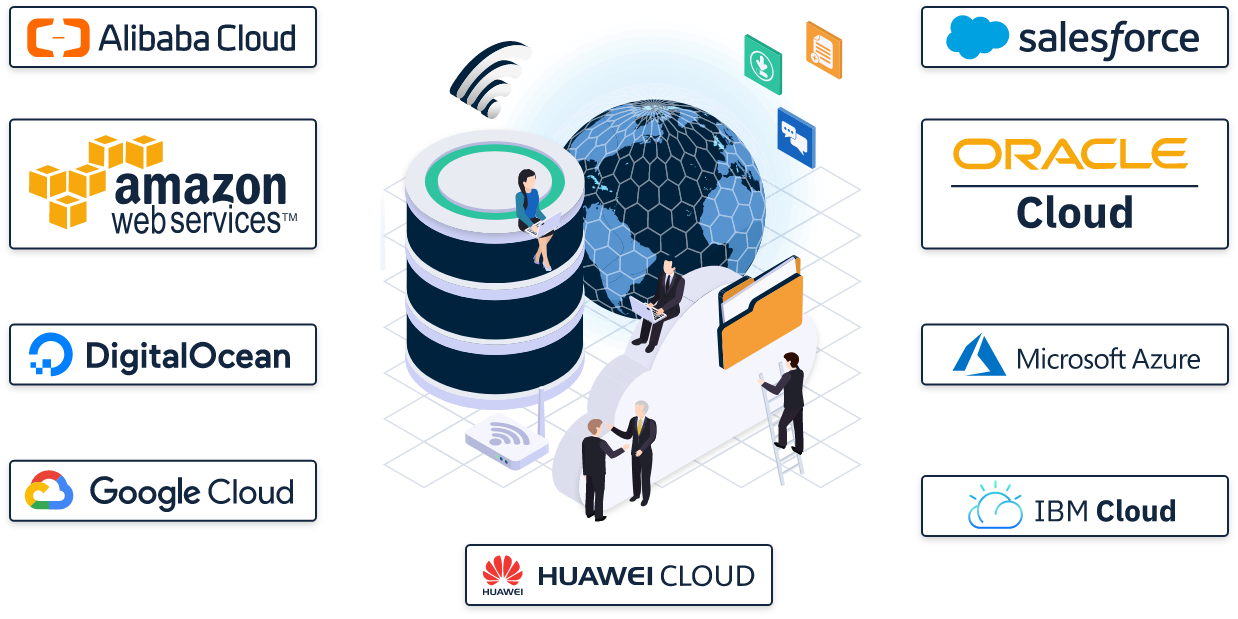 Alibaba Cloud
salesforce
amazon
web services™
ORACLE
Cloud
DigitalOcean
Microsoft Azure
Google Cloud
IBM Cloud
HUAWEI
HUAWEI CLOUD